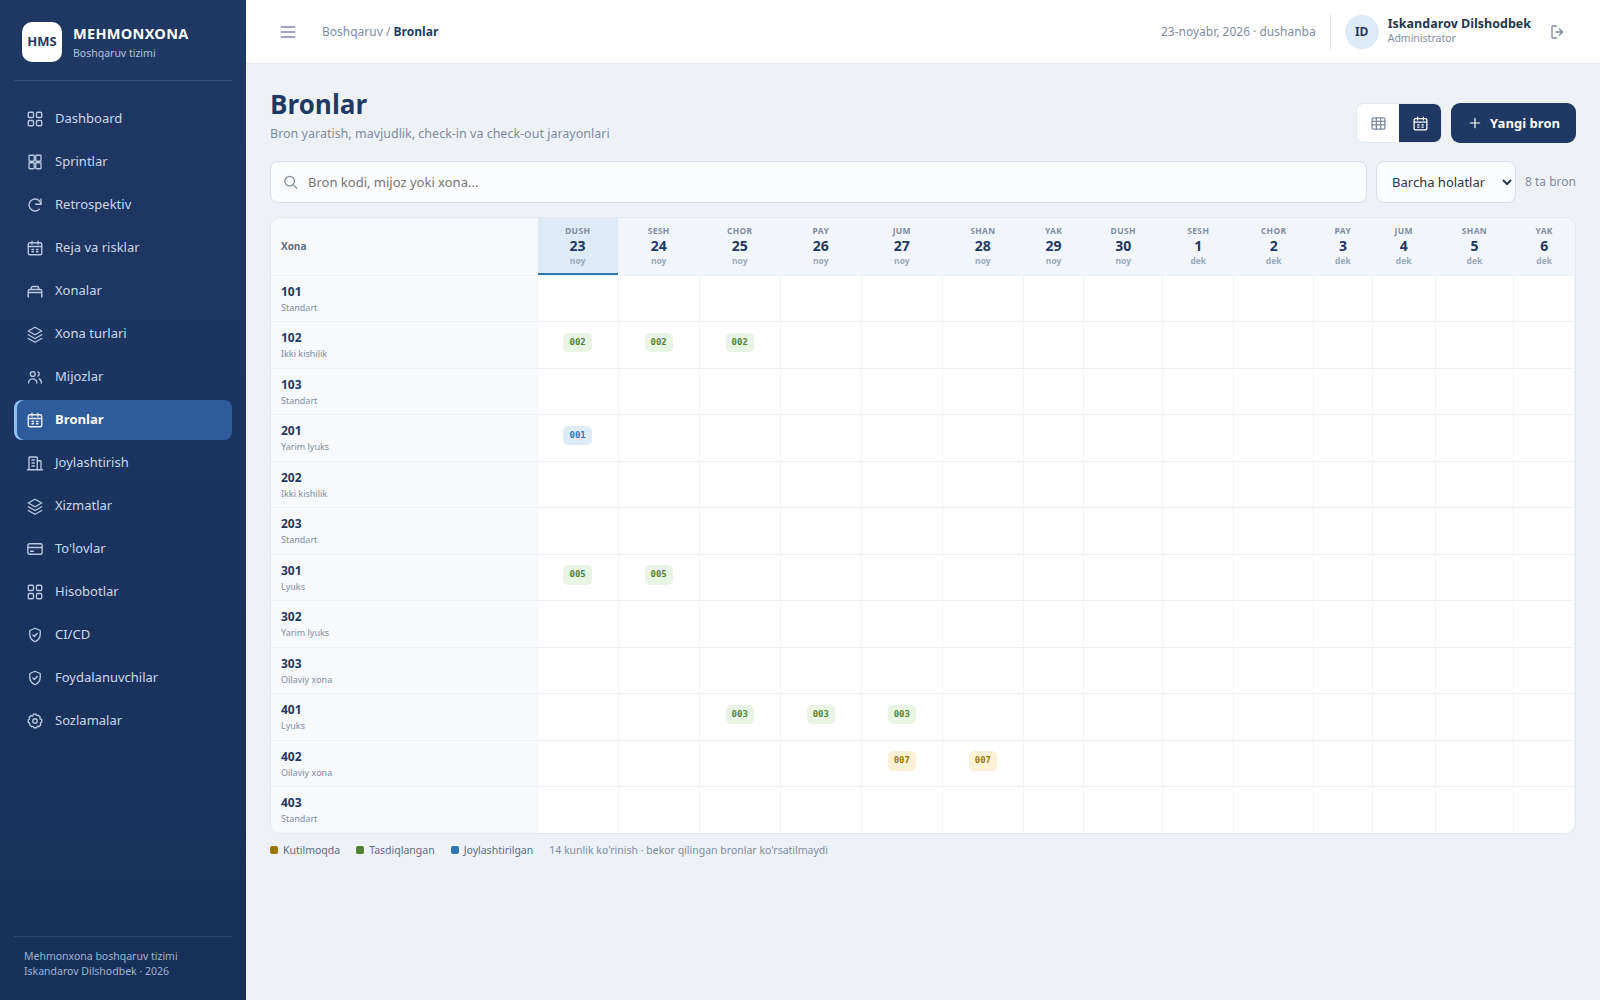 HMS
MEHMONXONA
Boshqaruv tizimi
Dashboard
Sprintlar
Retrospektiv
Reja va risklar
Xonalar
Xona turlari
Mijozlar
Bronlar
Joylashtirish
Xizmatlar
To'lovlar
Hisobotlar
CI/CD
Foydalanuvchilar
Sozlamalar
Mehmonxona boshqaruv tizimi
Iskandarov Dilshodbek · 2026
Boshqaruv / Bronlar
23-noyabr, 2026 · dushanba
ID
Iskandarov Dilshodbek
Administrator
Bronlar
Bron yaratish, mavjudlik, check-in va check-out jarayonlari
Yangi bron
Bron kodi, mijoz yoki xona...
Barcha holatlar
8 ta bron
Xona
DUSH SESH CHOR PAY JUM SHAN YAK DUSH SESH CHOR PAY JUM SHAN YAK
23 24 25 26 27 28 29 30 1 2 3 4 5 6
noy noy noy noy noy noy noy noy dek dek dek dek dek dek
101
Standart
102
Ikki kishilik
002 002 002
103
Standart
201
Yarim lyuks
001
202
Ikki kishilik
203
Standart
301
Lyuks
005 005
302
Yarim lyuks
303
Oilaviy xona
401
Lyuks
003 003 003
402
Oilaviy xona
007 007
403
Standart
Kutilmoqda Tasdiqlangan Joylashtirilgan 14 kunlik ko'rinish · bekor qilingan bronlar ko'rsatilmaydi